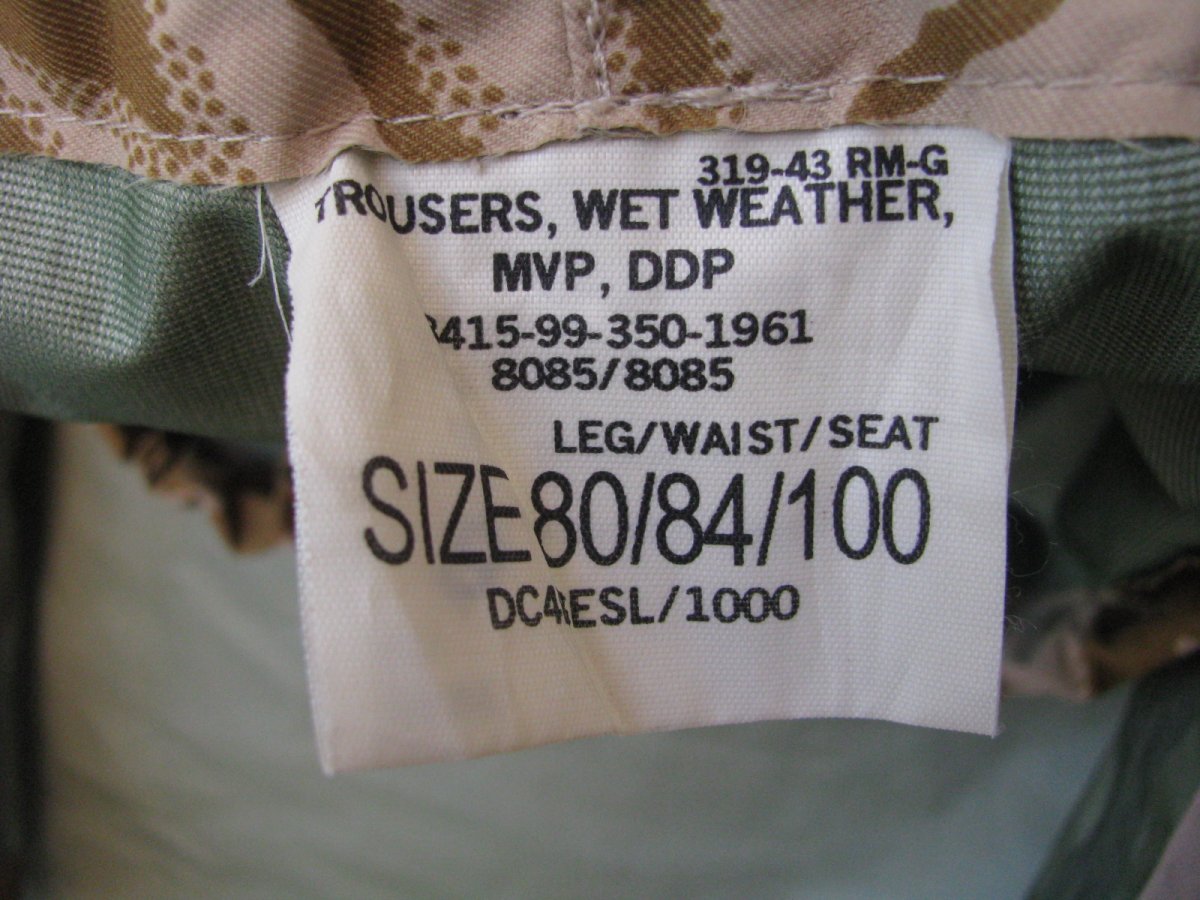 319-43 RM-G
TROUSERS, WET WEATHER,
MVP, DDP
8415-99-350-1961
8085/8085
LEG/WAIST/SEAT
SIZE 80/84/100
/1000